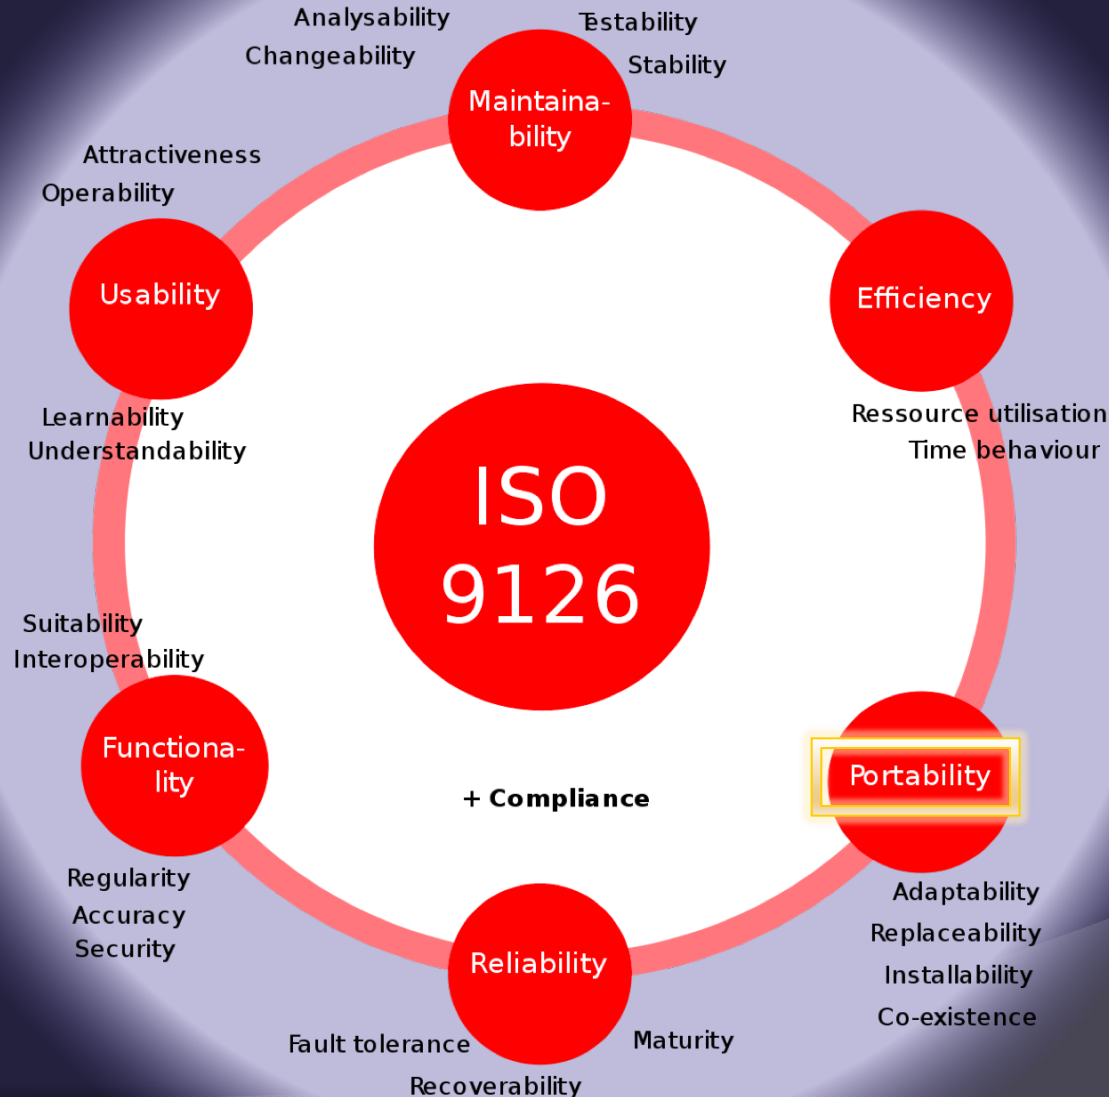 Analysability
Testability
Changeability
Stability
Maintaina-
bility
Attractiveness
Operability
Usability
Efficiency
Learnability
Understandability
Ressource utilisation
Time behaviour
ISO
9126
Suitability
Interoperability
Functiona-
lity
Portability
+ Compliance
Regularity
Accuracy
Security
Adaptability
Replaceability
Installability
Co-existence
Reliability
Fault tolerance
Maturity
Recoverability